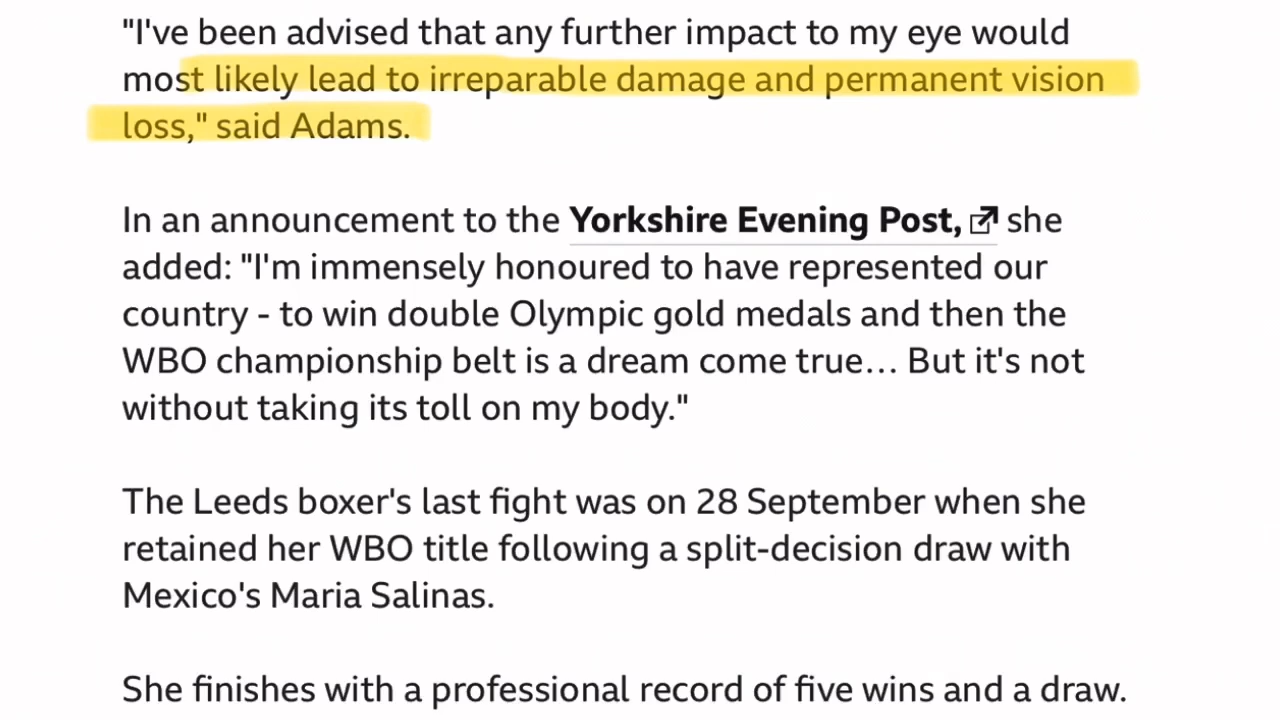 "I've been advised that any further impact to my eye would
most likely lead to irreparable damage and permanent vision
loss," said Adams.
In an announcement to the Yorkshire Evening Post, she
added: "I'm immensely honoured to have represented our
country - to win double Olympic gold medals and then the
WBO championship belt is a dream come true… But it's not
without taking its toll on my body."
The Leeds boxer's last fight was on 28 September when she
retained her WBO title following a split-decision draw with
Mexico's Maria Salinas.
She finishes with a professional record of five wins and a draw.